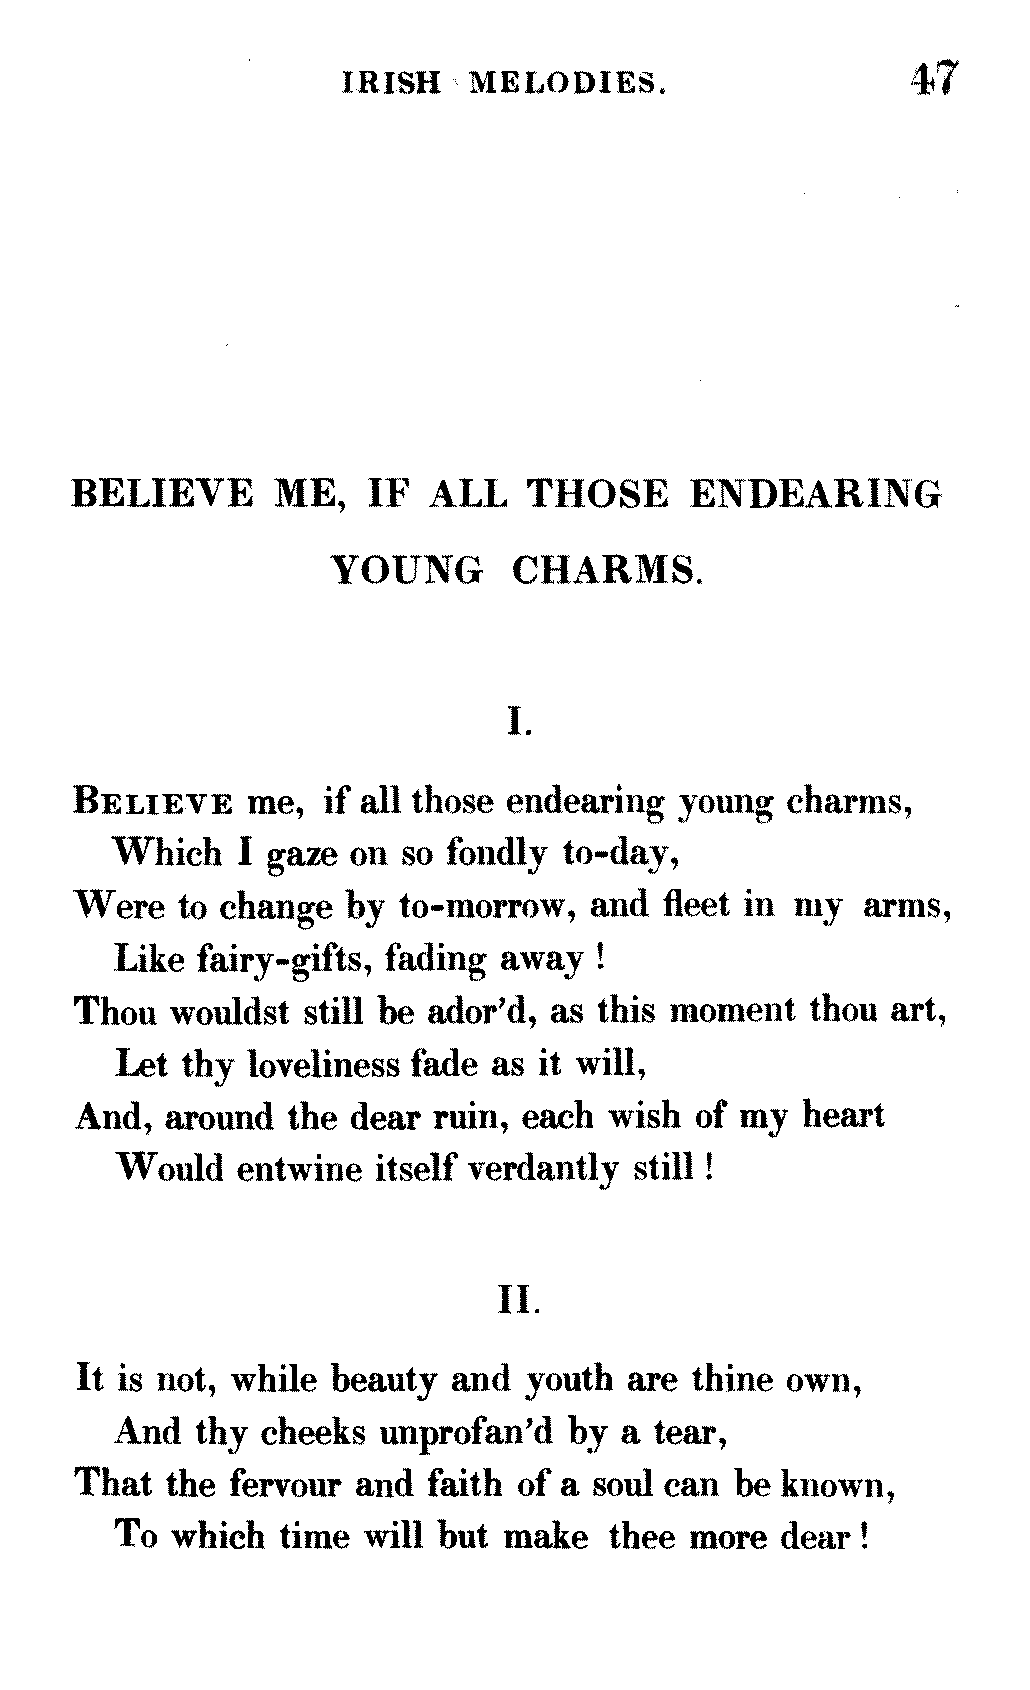 IRISH MELODIES. 47
BELIEVE ME, IF ALL THOSE ENDEARING
YOUNG CHARMS.
I.
BELIEVE me, if all those endearing young charms,
Which I gaze on so fondly to-day,
Were to change by to-morrow, and fleet in my arms,
Like fairy-gifts, fading away !
Thou wouldst still be ador'd, as this moment thou art,
Let thy loveliness fade as it will,
And, around the dear ruin, each wish of my heart
Would entwine itself verdantly still !
II.
It is not, while beauty and youth are thine own,
And thy cheeks unprofan'd by a tear,
That the fervour and faith of a soul can be known,
To which time will but make thee more dear !